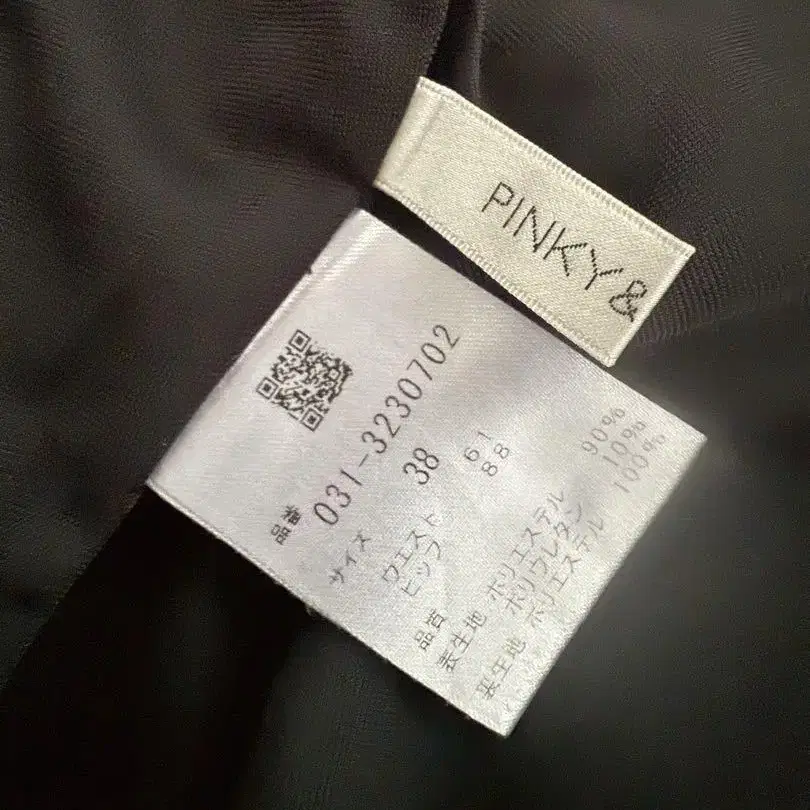 PINKY&
品番
031-3230702
サイズ 38
ウェスト 61
ヒップ 88
品質
表生地 ポリエステル 90%
ポリウレタン 10%
裏生地 ポリエステル 100%